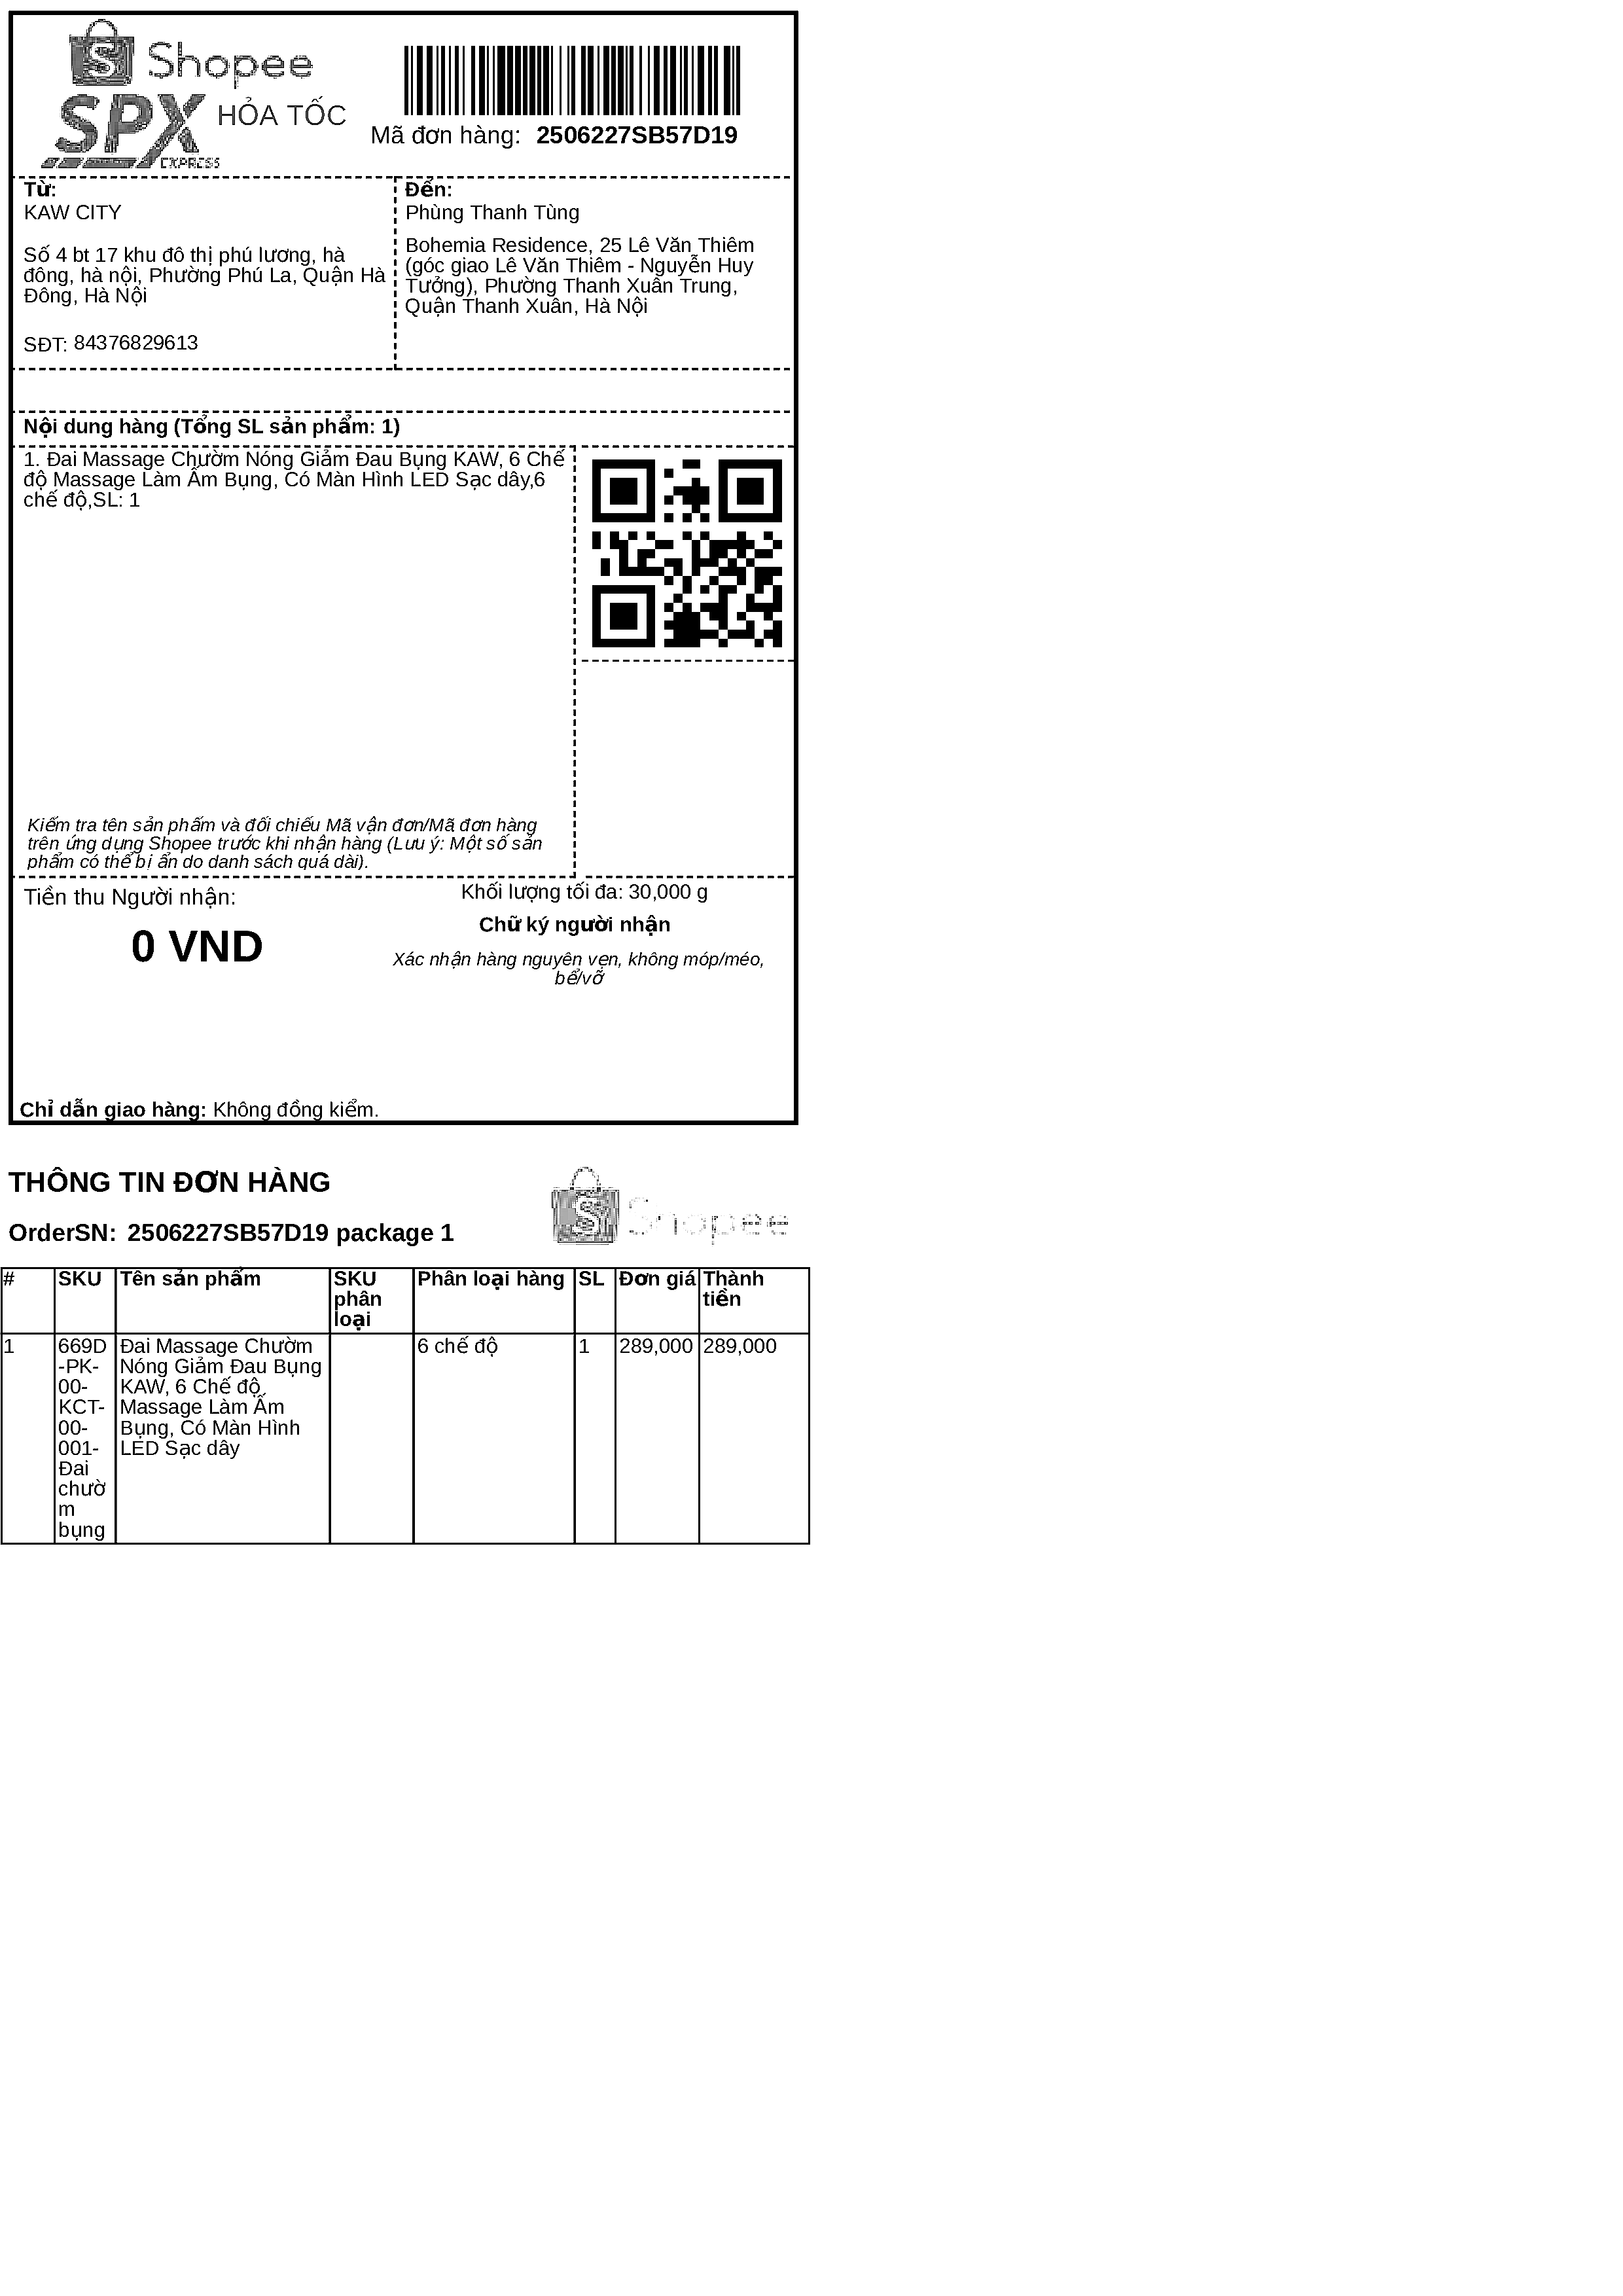 Shopee
SPX HỎA TỐC
EXPRESS
Mã đơn hàng: 2506227SB57D19
Từ:
KAW CITY
Số 4 bt 17 khu đô thị phú lương, hà
đông, hà nội, Phường Phú La, Quận Hà
Đông, Hà Nội
SĐT: 84376829613
Đến:
Phùng Thanh Tùng
Bohemia Residence, 25 Lê Văn Thiêm
(góc giao Lê Văn Thiêm - Nguyễn Huy
Tưởng), Phường Thanh Xuân Trung,
Quận Thanh Xuân, Hà Nội
Nội dung hàng (Tổng SL sản phẩm: 1)
1. Đai Massage Chườm Nóng Giảm Đau Bụng KAW, 6 Chế
độ Massage Làm Ấm Bụng, Có Màn Hình LED Sạc dây,6
chế độ,SL: 1
Kiểm tra tên sản phẩm và đối chiếu Mã vận đơn/Mã đơn hàng
trên ứng dụng Shopee trước khi nhận hàng (Lưu ý: Một số sản
phẩm có thể bị ẩn do danh sách quá dài).
Tiền thu Người nhận:
0 VND
Khối lượng tối đa: 30,000 g
Chữ ký người nhận
Xác nhận hàng nguyên vẹn, không móp/méo,
bể/vỡ
Chỉ dẫn giao hàng: Không đồng kiểm.
THÔNG TIN ĐƠN HÀNG
Shopee
OrderSN: 2506227SB57D19 package 1
#
SKU
Tên sản phẩm
SKU
phân
loại
Phân loại hàng
SL
Đơn giá
Thành
tiền
1
669D
-PK-
00-
KCT-
00-
001-
Đai
chườ
m
bụng
Đai Massage Chườm
Nóng Giảm Đau Bụng
KAW, 6 Chế độ
Massage Làm Ấm
Bụng, Có Màn Hình
LED Sạc dây
6 chế độ
1
289,000
289,000